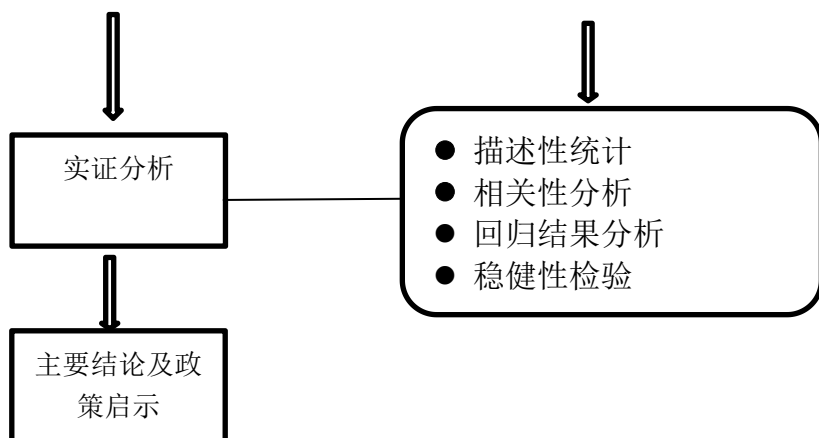 实证分析
● 描述性统计
● 相关性分析
● 回归结果分析
● 稳健性检验
主要结论及政
策启示